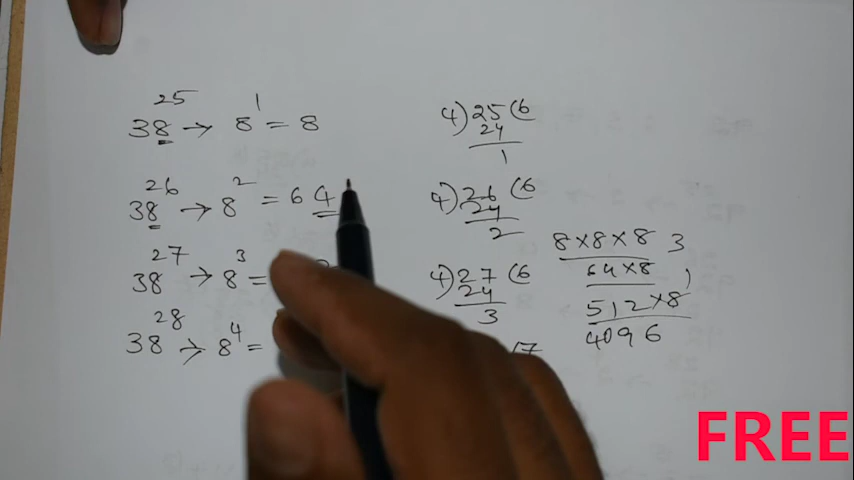 38^25 → 8^1 = 8
38^26 → 8^2 = 64
38^27 → 8^3 =
38^28 → 8^4 =
4)25(6
24
1
4)26(6
24
2
4)27(6
24
3
8×8×8 3
64×8 1
512×8
4096
FREE